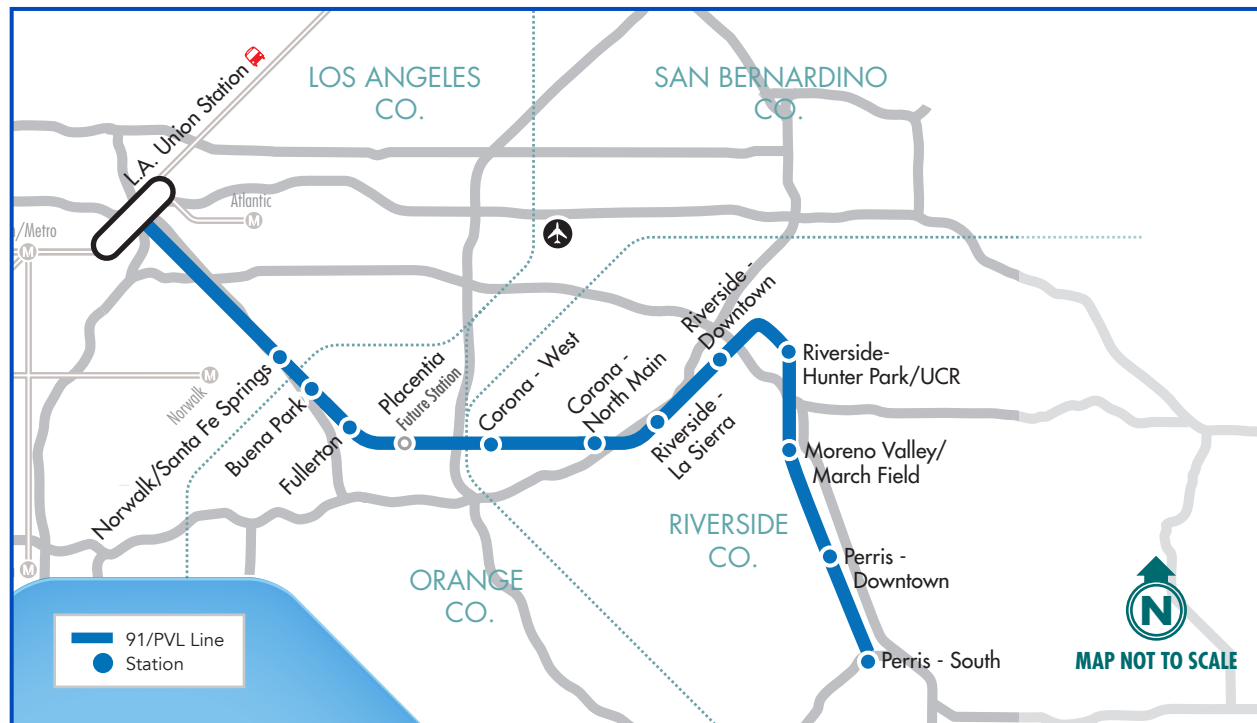 LOS ANGELES
CO.
SAN BERNARDINO
CO.
L.A. Union Station
Atlantic
M
/Metro
M
Riverside -
Downtown
Riverside-
Hunter Park/UCR
Placentia
Future Station
Corona - West
Corona -
North Main
Norwalk
M
Norwalk/Santa Fe Springs
Buena Park
Fullerton
Riverside -
La Sierra
Moreno Valley/
March Field
RIVERSIDE
CO.
Perris -
Downtown
ORANGE
CO.
M
N
91/PVL Line
Station
Perris - South
MAP NOT TO SCALE